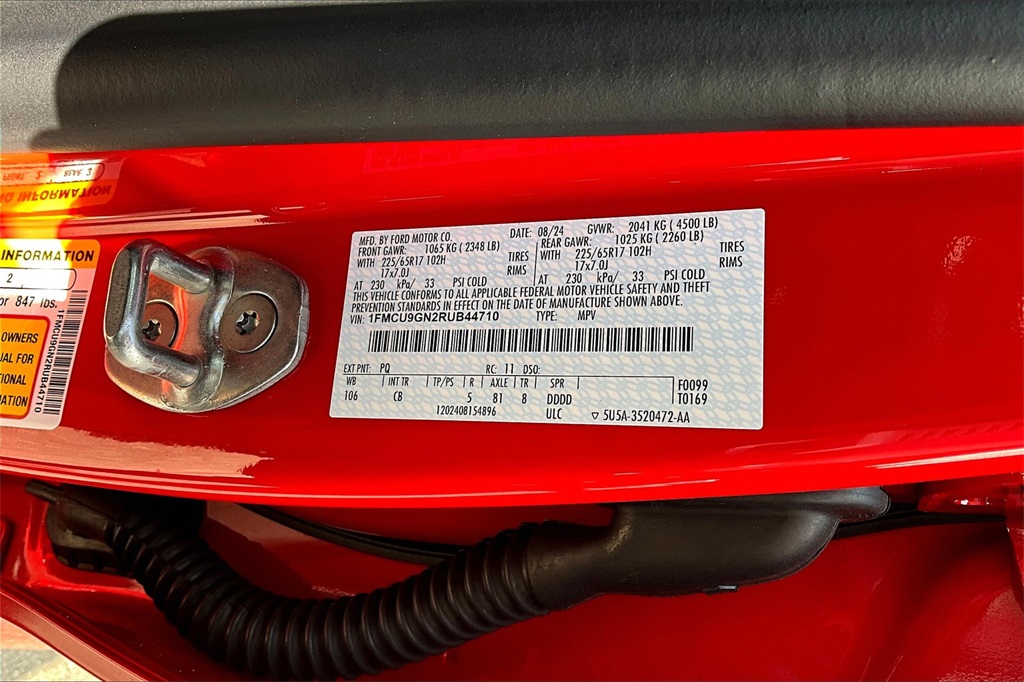 MFD. BY FORD MOTOR CO. DATE: 08/24 GVWR: 2041 KG ( 4500 LB)
FRONT GAWR: 1065 KG ( 2348 LB) REAR GAWR: 1025 KG ( 2260 LB)
WITH 225/65R17 102H TIRES WITH 225/65R17 102H TIRES
17x7.0J RIMS 17x7.0J RIMS
AT 230 kPa/ 33 PSI COLD AT 230 kPa/ 33 PSI COLD
THIS VEHICLE CONFORMS TO ALL APPLICABLE FEDERAL MOTOR VEHICLE SAFETY AND THEFT
PREVENTION STANDARDS IN EFFECT ON THE DATE OF MANUFACTURE SHOWN ABOVE.
VIN: 1FMCU9GN2RUB44710 TYPE: MPV
EXT PNT: PQ RC: 11 DSO:
WB INT TR TP/PS R AXLE TR SPR F0099
106 CB 5 81 8 DDDD T0169
1202408154896 ULC ▽ 5U5A-3520472-AA
INFORMATION
2
or 847 lbs.
OWNERS
UAL FOR
TIONAL
MATION
1FMCU9GN2RUB44710